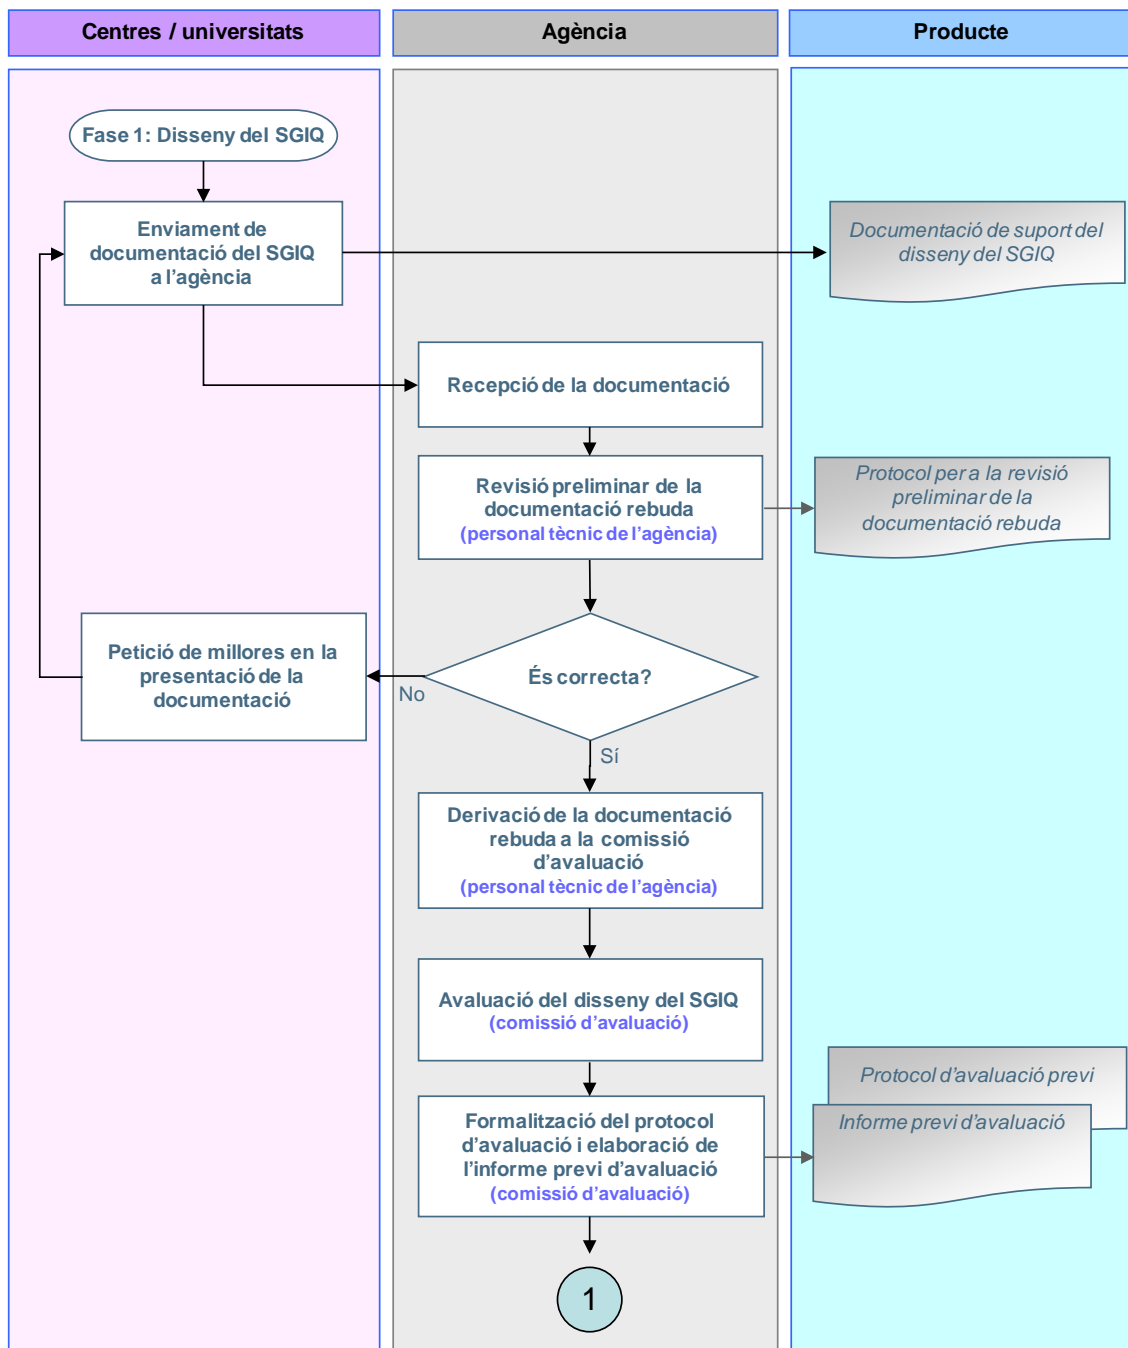 Centres / universitats
Agència
Producte
Fase 1: Disseny del SGIQ
Enviament de
documentació del SGIQ
a l'agència
Documentació de suport del
disseny del SGIQ
Recepció de la documentació
Revisió preliminar de la
documentació rebuda
(personal tècnic de l'agència)
Protocol per a la revisió
preliminar de la
documentació rebuda
És correcta?
No
Petició de millores en la
presentació de la
documentació
Sí
Derivació de la documentació
rebuda a la comissió
d'avaluació
(personal tècnic de l'agència)
Avaluació del disseny del SGIQ
(comissió d'avaluació)
Formalització del protocol
d'avaluació i elaboració de
l'informe previ d'avaluació
(comissió d'avaluació)
Protocol d'avaluació previ
Informe previ d'avaluació
1